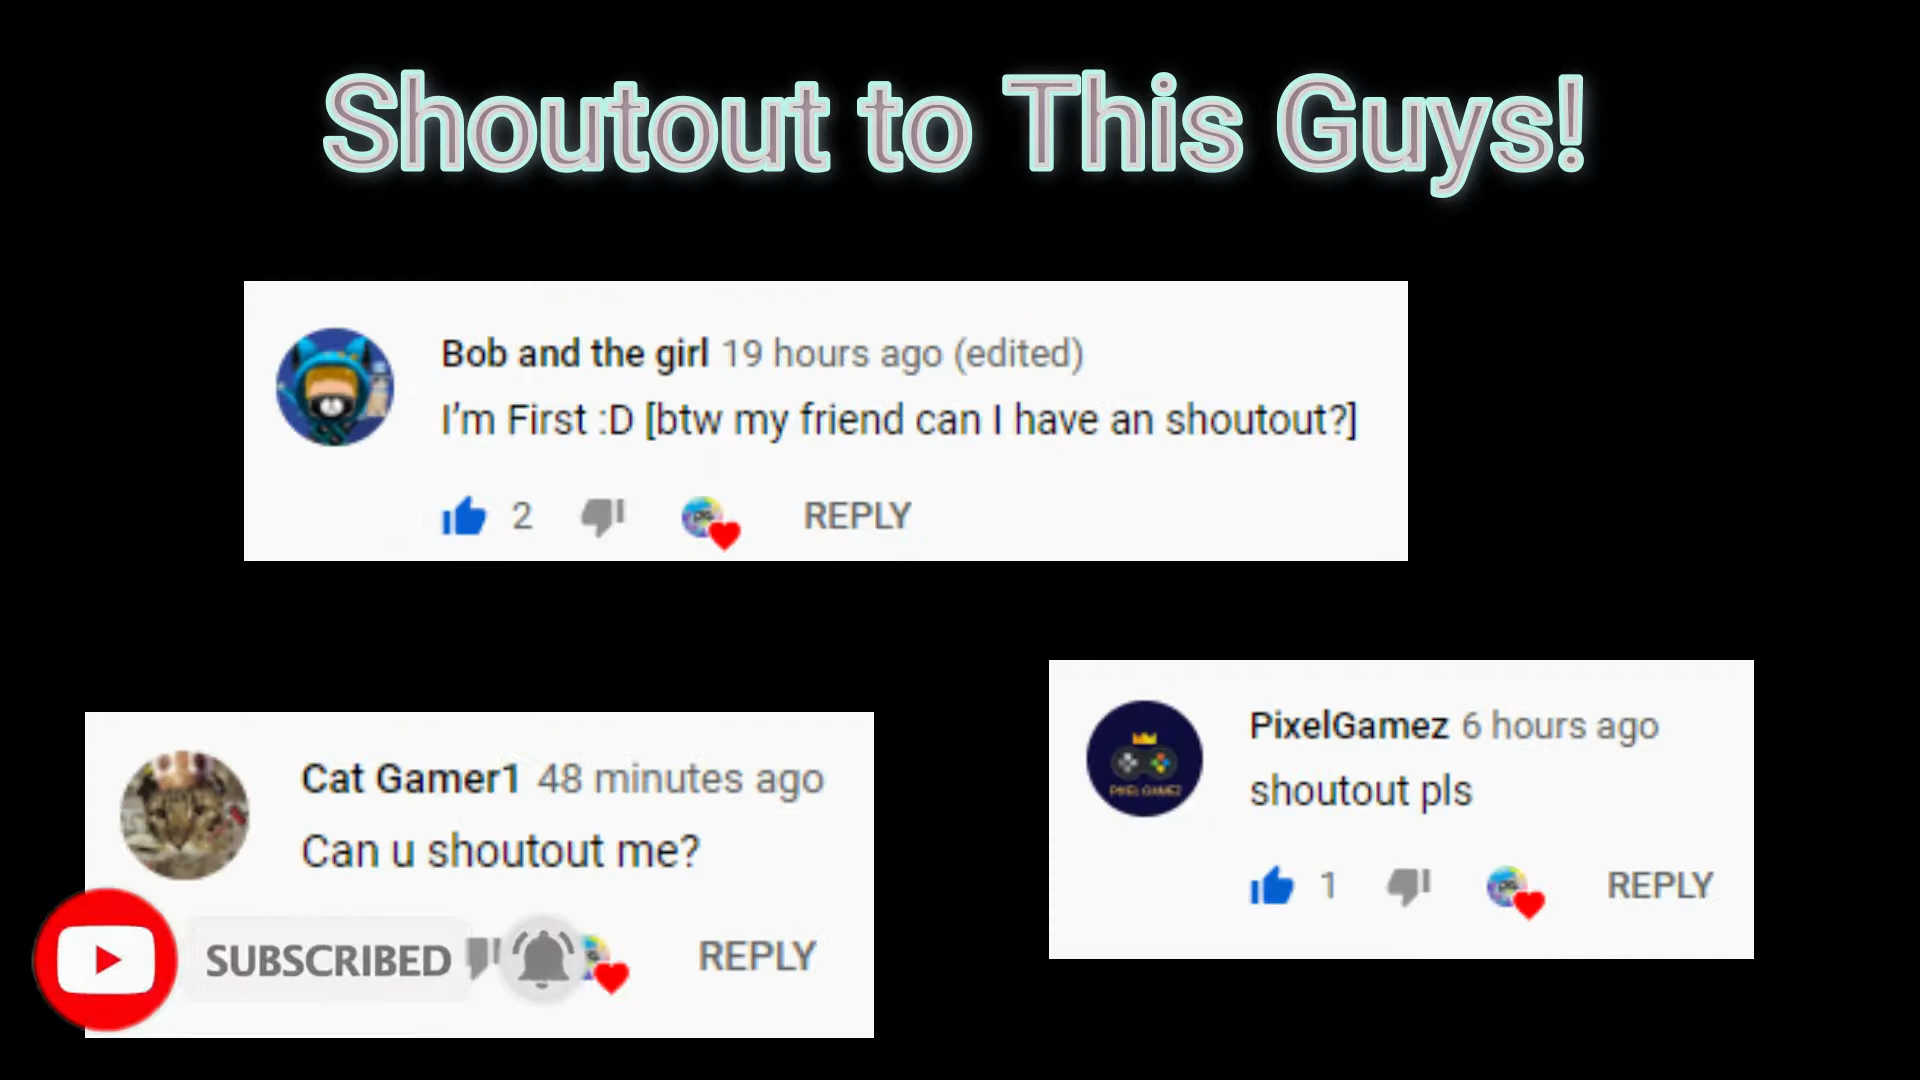 Shoutout to This Guys!
Bob and the girl 19 hours ago (edited)
I'm First :D [btw my friend can I have an shoutout?]
2 REPLY
Cat Gamer1 48 minutes ago
Can u shoutout me?
SUBSCRIBED REPLY
PixelGamez 6 hours ago
shoutout pls
1 REPLY
PIXEL GAMEZ